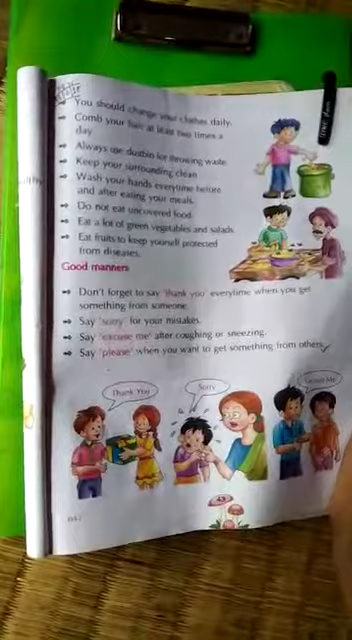 You should change your clothes daily.
Comb your hair at least two times a
day.
Always use dustbin for throwing waste.
Keep your surrounding clean.
Wash your hands everytime before
and after eating your meals.
Do not eat uncovered food.
Eat a lot of green vegetables and salads.
Eat fruits to keep yourself protected
from diseases.
Good manners
Don't forget to say 'thank you' everytime when you get
something from someone.
Say 'sorry' for your mistakes.
Say 'excuse me' after coughing or sneezing.
Say 'please' when you want to get something from others.
Thank You
Sorry
Excuse Me